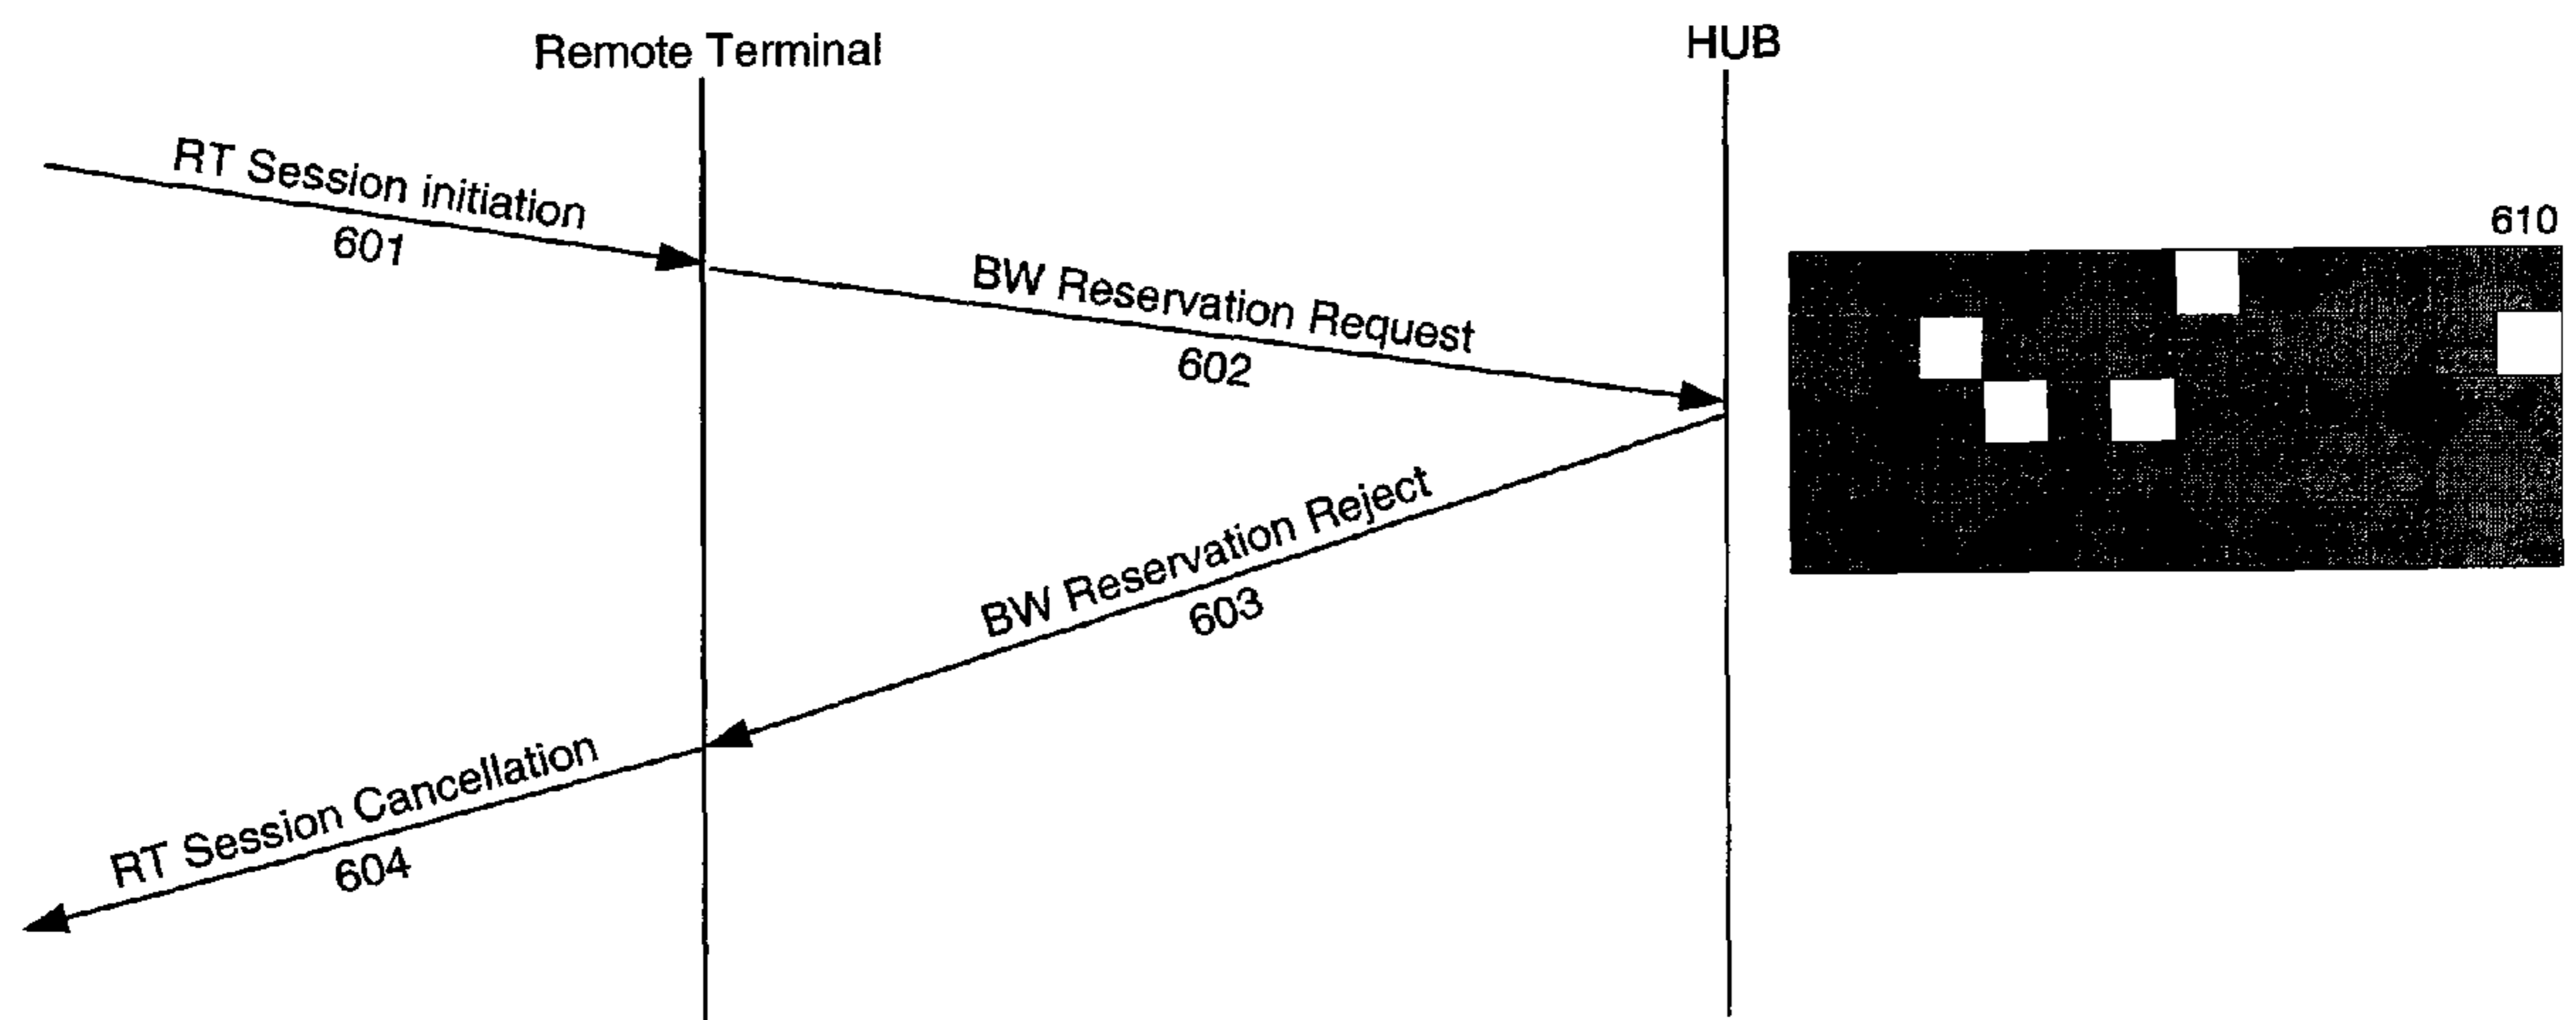 Remote Terminal
HUB
RT Session initiation
601
BW Reservation Request
602
610
BW Reservation Reject
603
RT Session Cancellation
604